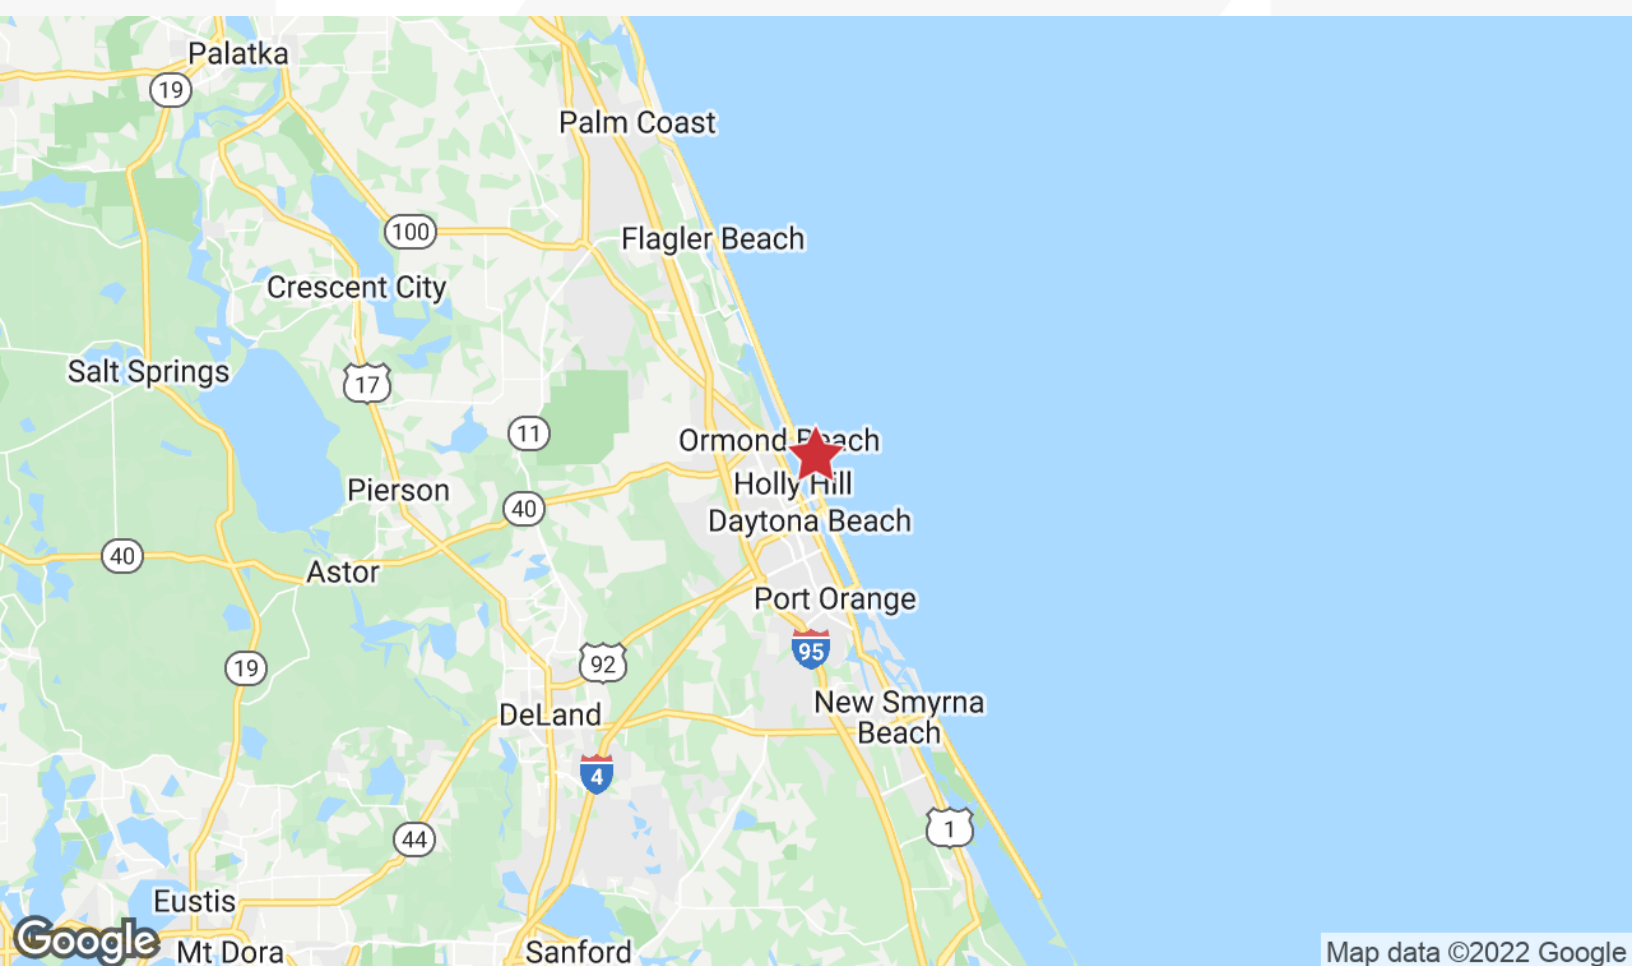 Palatka
19
Palm Coast
100
Flagler Beach
Crescent City
Salt Springs
17
11
Ormond Beach
Holly Hill
Pierson
40
Daytona Beach
40
Astor
Port Orange
95
19
92
New Smyrna
Beach
DeLand
4
1
44
Eustis
Google
Mt Dora
Sanford
Map data ©2022 Google